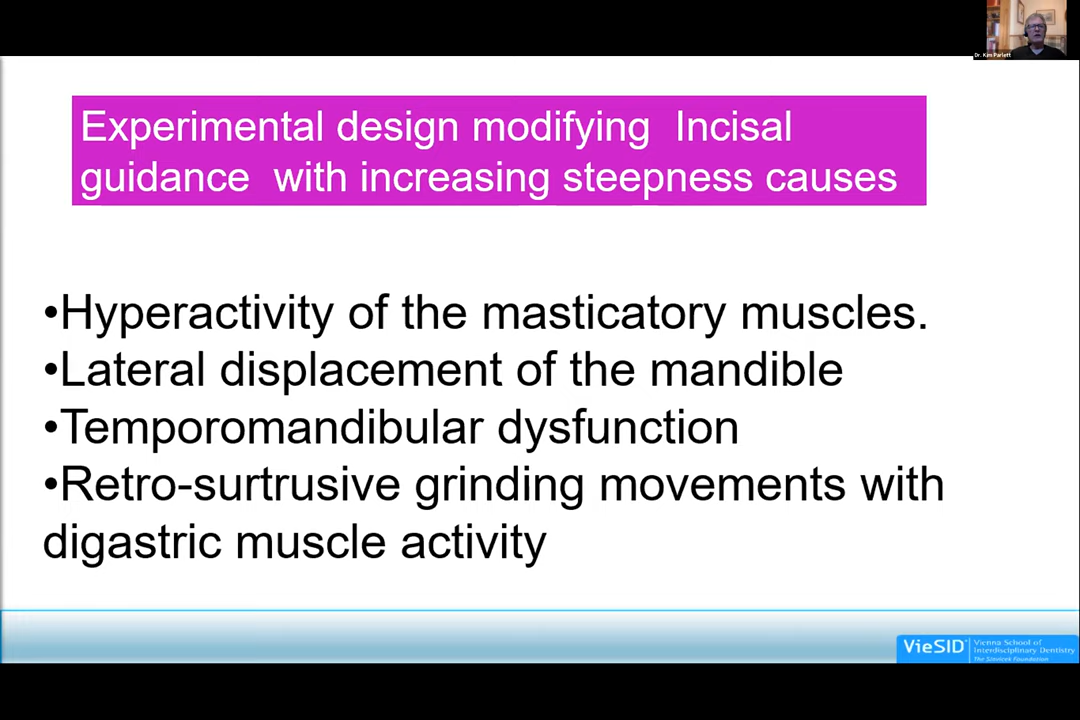 Dr. Kim Parlett
Experimental design modifying Incisal
guidance with increasing steepness causes
•Hyperactivity of the masticatory muscles.
•Lateral displacement of the mandible
•Temporomandibular dysfunction
•Retro-surtrusive grinding movements with
digastric muscle activity
VieSID
Vienna School of
Interdisciplinary Dentistry
The Slavicek Foundation